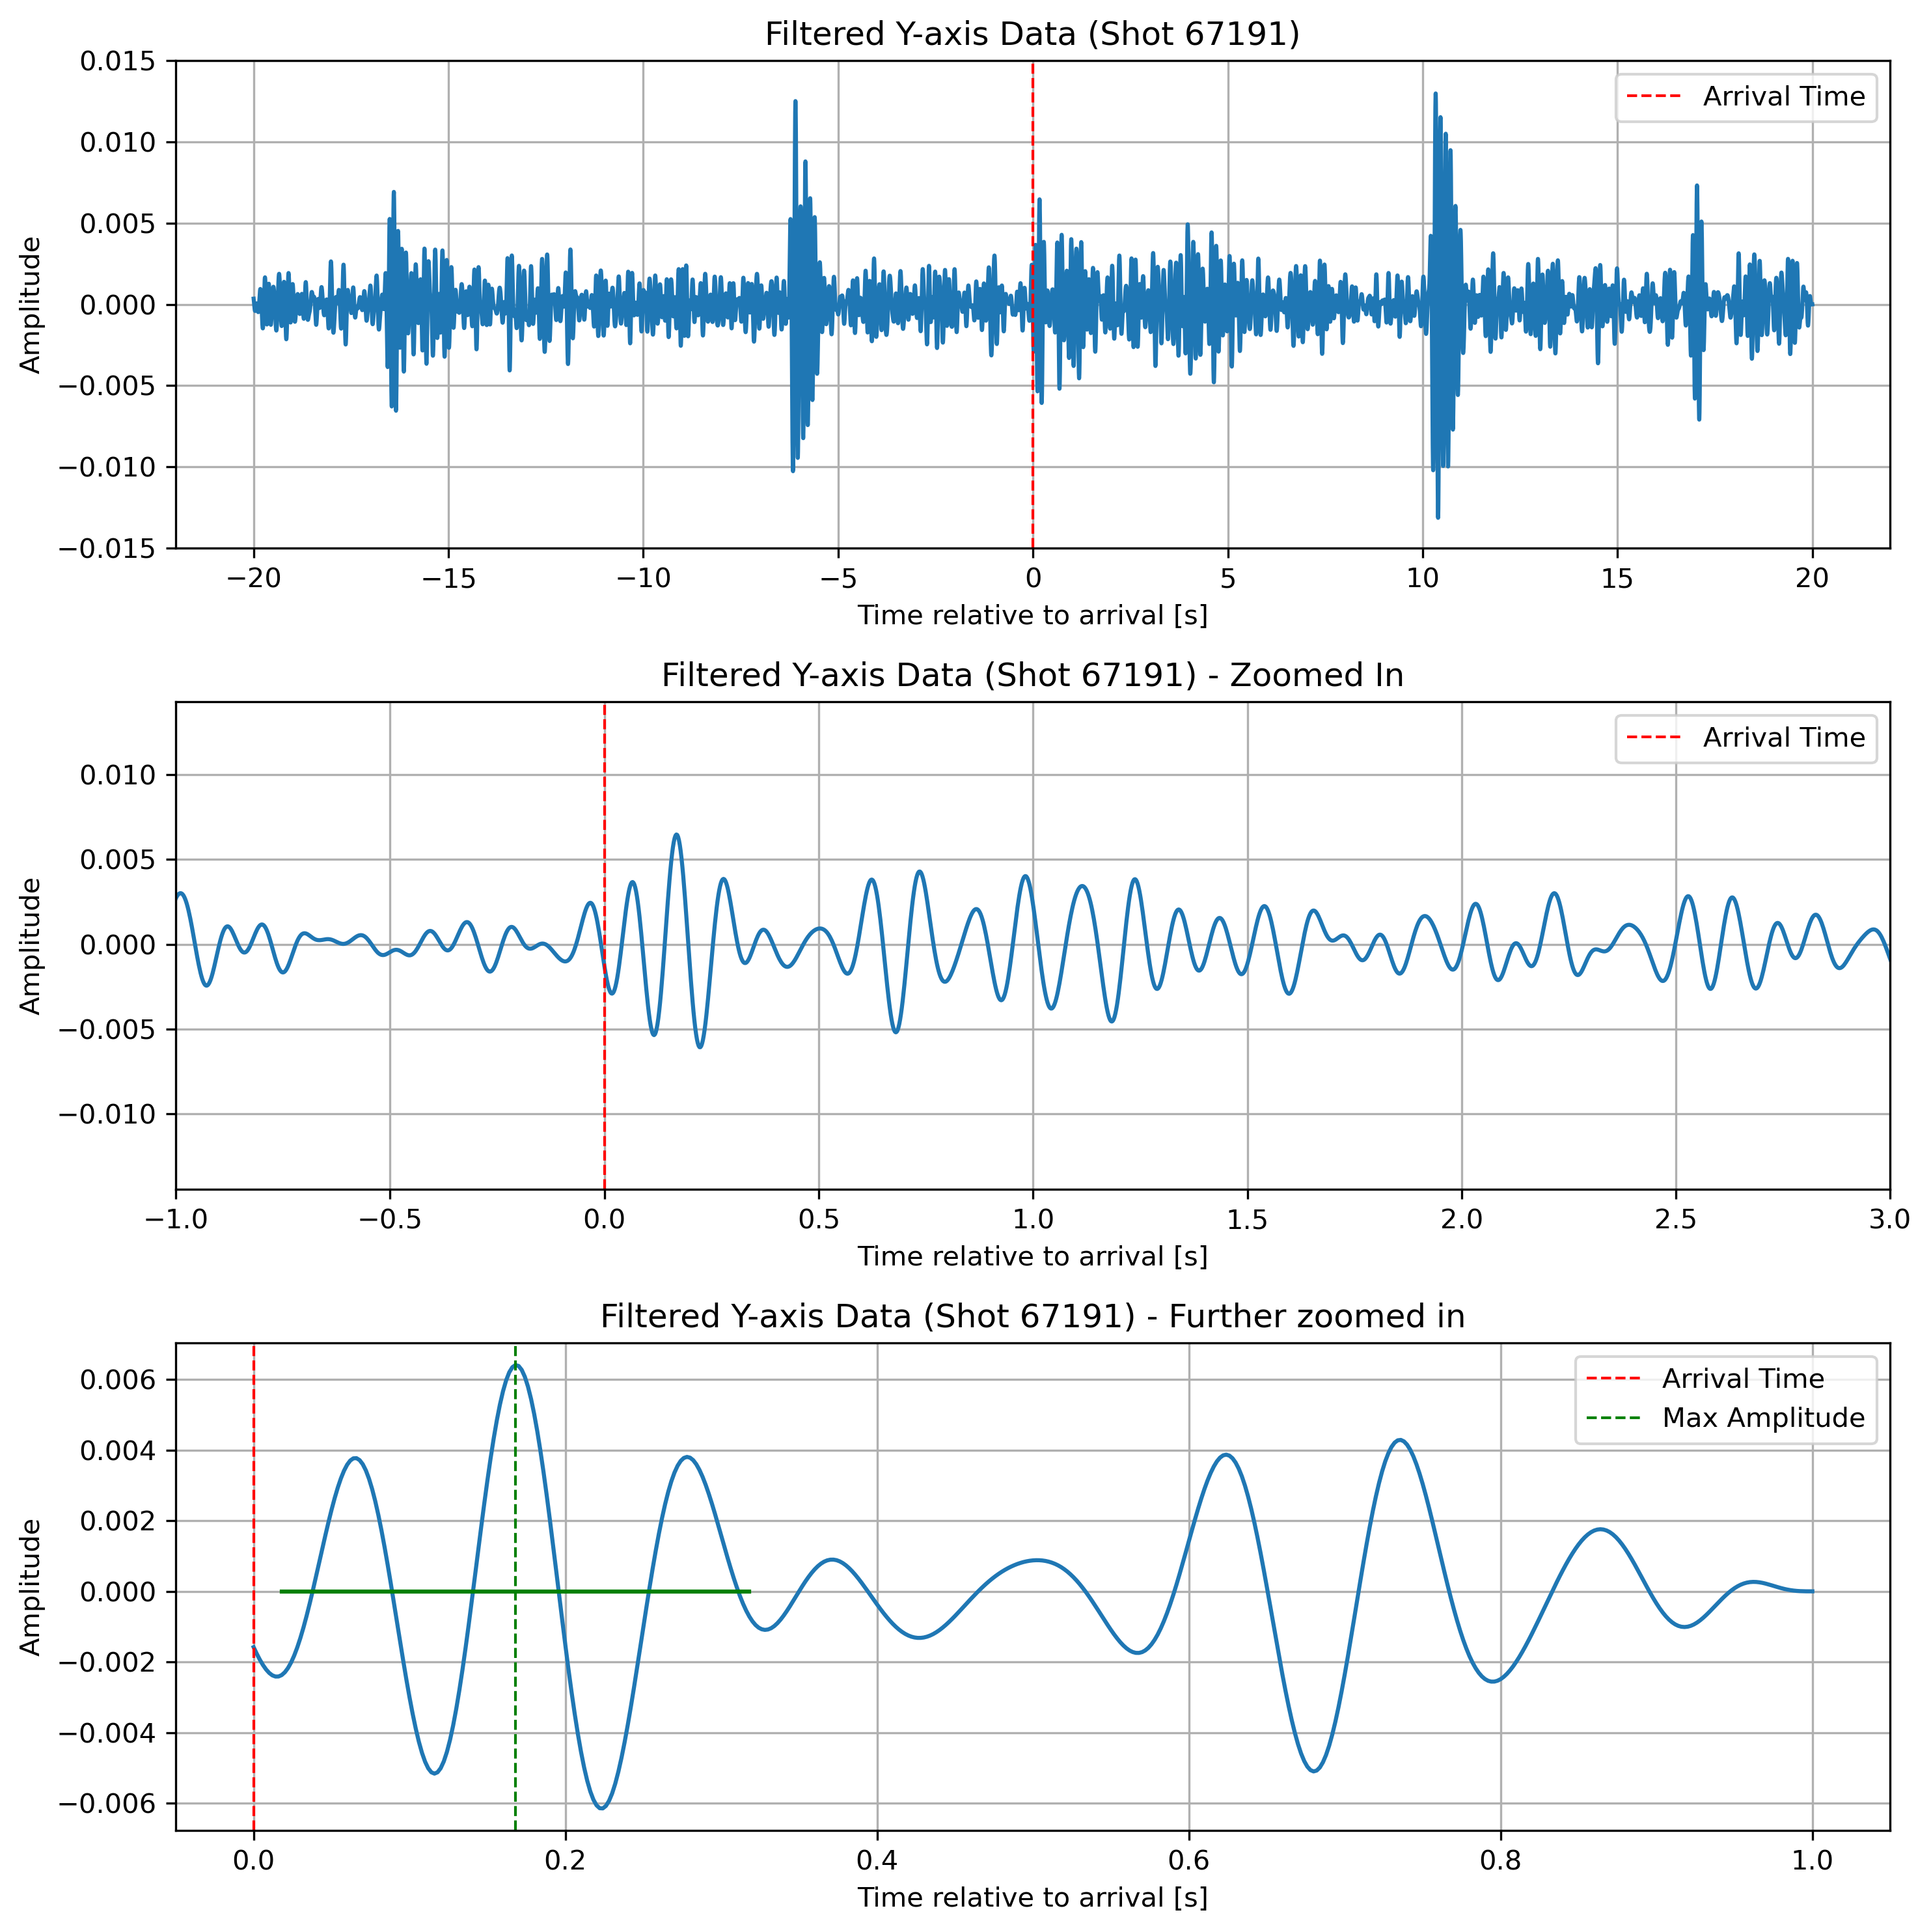 Filtered Y-axis Data (Shot 67191)
0.015
0.010
0.005
0.000
−0.005
−0.010
−0.015
Amplitude
Arrival Time
−20 −15 −10 −5 0 5 10 15 20
Time relative to arrival [s]
Filtered Y-axis Data (Shot 67191) - Zoomed In
0.010
0.005
0.000
−0.005
−0.010
Amplitude
Arrival Time
−1.0 −0.5 0.0 0.5 1.0 1.5 2.0 2.5 3.0
Time relative to arrival [s]
Filtered Y-axis Data (Shot 67191) - Further zoomed in
0.006
0.004
0.002
0.000
−0.002
−0.004
−0.006
Amplitude
Arrival Time
Max Amplitude
0.0 0.2 0.4 0.6 0.8 1.0
Time relative to arrival [s]